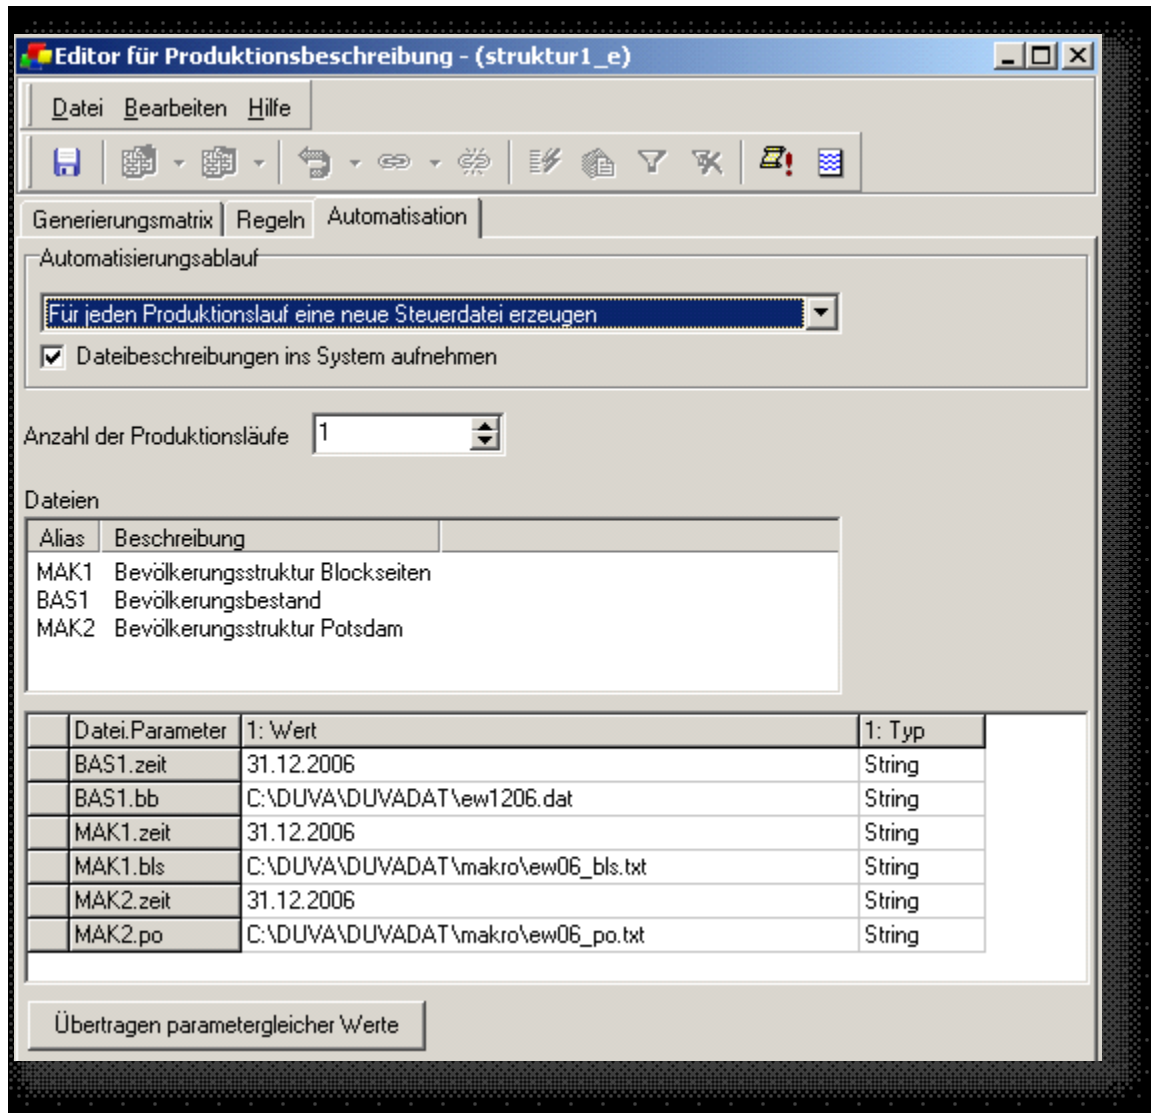 Editor für Produktionsbeschreibung - (struktur1_e)
Datei Bearbeiten Hilfe
Generierungsmatrix Regeln Automatisation
Automatisierungsablauf
Für jeden Produktionslauf eine neue Steuerdatei erzeugen
Dateibeschreibungen ins System aufnehmen
Anzahl der Produktionsläufe 1
Dateien
Alias Beschreibung
MAK1 Bevölkerungsstruktur Blockseiten
BAS1 Bevölkerungsbestand
MAK2 Bevölkerungsstruktur Potsdam
Datei.Parameter 1: Wert 1: Typ
BAS1.zeit 31.12.2006 String
BAS1.bb C:\DUVA\DUVADAT\ew1206.dat String
MAK1.zeit 31.12.2006 String
MAK1.bls C:\DUVA\DUVADAT\makro\ew06_bls.txt String
MAK2.zeit 31.12.2006 String
MAK2.po C:\DUVA\DUVADAT\makro\ew06_po.txt String
Übertragen parametergleicher Werte